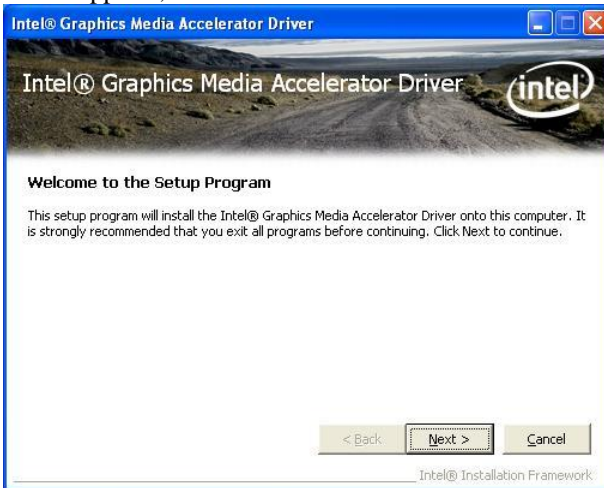 Intel® Graphics Media Accelerator Driver
Intel® Graphics Media Accelerator Driver
intel
Welcome to the Setup Program
This setup program will install the Intel® Graphics Media Accelerator Driver onto this computer. It
is strongly recommended that you exit all programs before continuing. Click Next to continue.
< Back Next > Cancel
Intel® Installation Framework